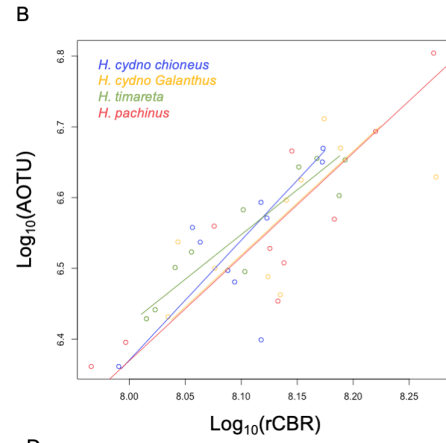 B
H. cydno chioneus
H. cydno Galanthus
H. timareta
H. pachinus
Log10(AOTU)
6.8
6.7
6.6
6.5
6.4
8.00
8.05
8.10
8.15
8.20
8.25
Log10(rCBR)